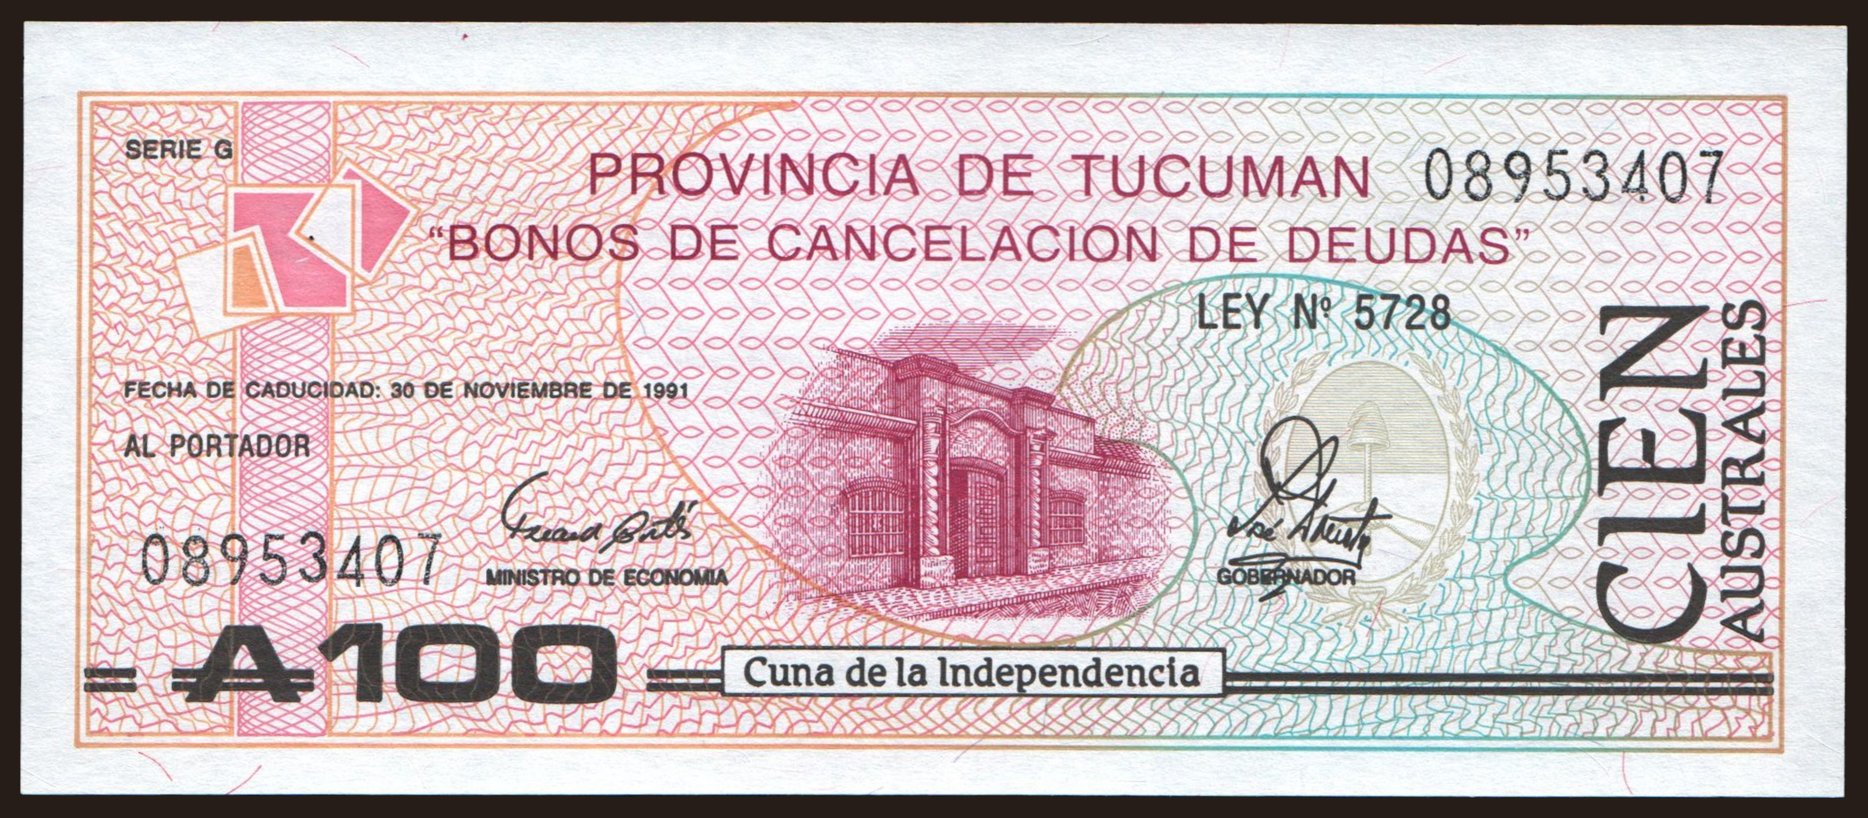 SERIE G
PROVINCIA DE TUCUMAN
08953407
"BONOS DE CANCELACION DE DEUDAS"
LEY Nº 5728
FECHA DE CADUCIDAD: 30 DE NOVIEMBRE DE 1991
AL PORTADOR
08953407
MINISTRO DE ECONOMIA
GOBERNADOR
CIEN
AUSTRALES
A100
Cuna de la Independencia